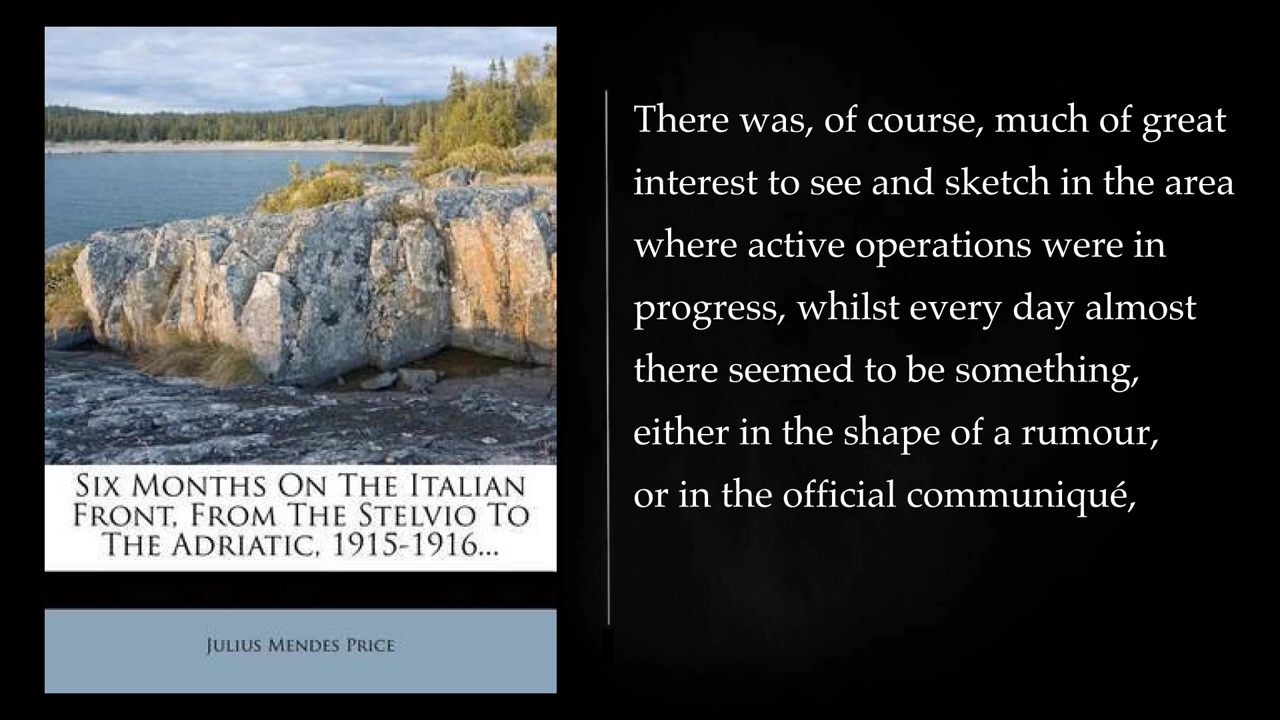 Six Months On The Italian
Front, From The Stelvio To
The Adriatic, 1915-1916...
Julius Mendes Price
There was, of course, much of great
interest to see and sketch in the area
where active operations were in
progress, whilst every day almost
there seemed to be something,
either in the shape of a rumour,
or in the official communiqué,